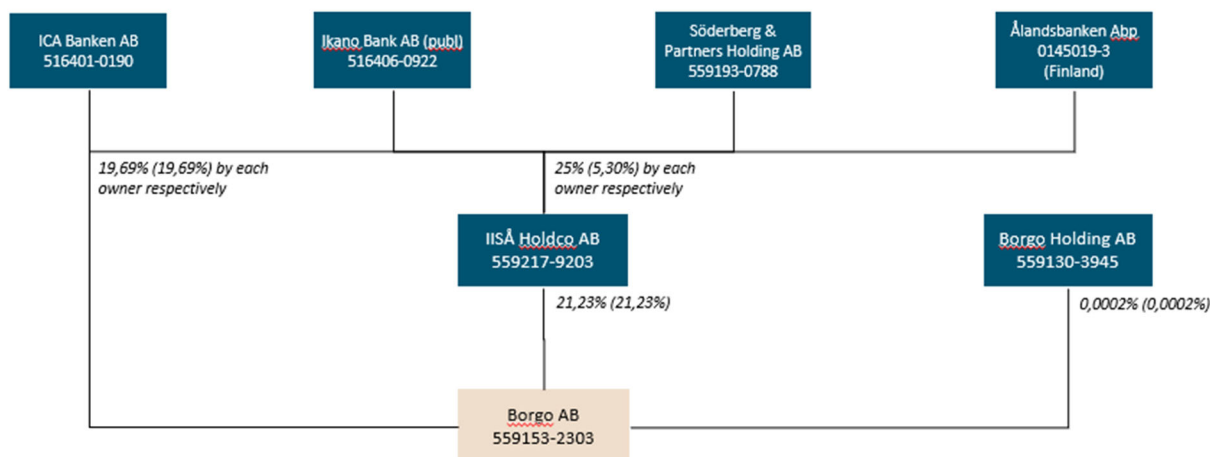 ICA Banken AB
516401-0190
Ikano Bank AB (publ)
516406-0922
Söderberg &
Partners Holding AB
559193-0788
Ålandsbanken Abp
0145019-3
(Finland)
19,69% (19,69%) by each
owner respectively
25% (5,30%) by each
owner respectively
IISÅ Holdco AB
559217-9203
Borgo Holding AB
559130-3945
21,23% (21,23%)
0,0002% (0,0002%)
Borgo AB
559153-2303